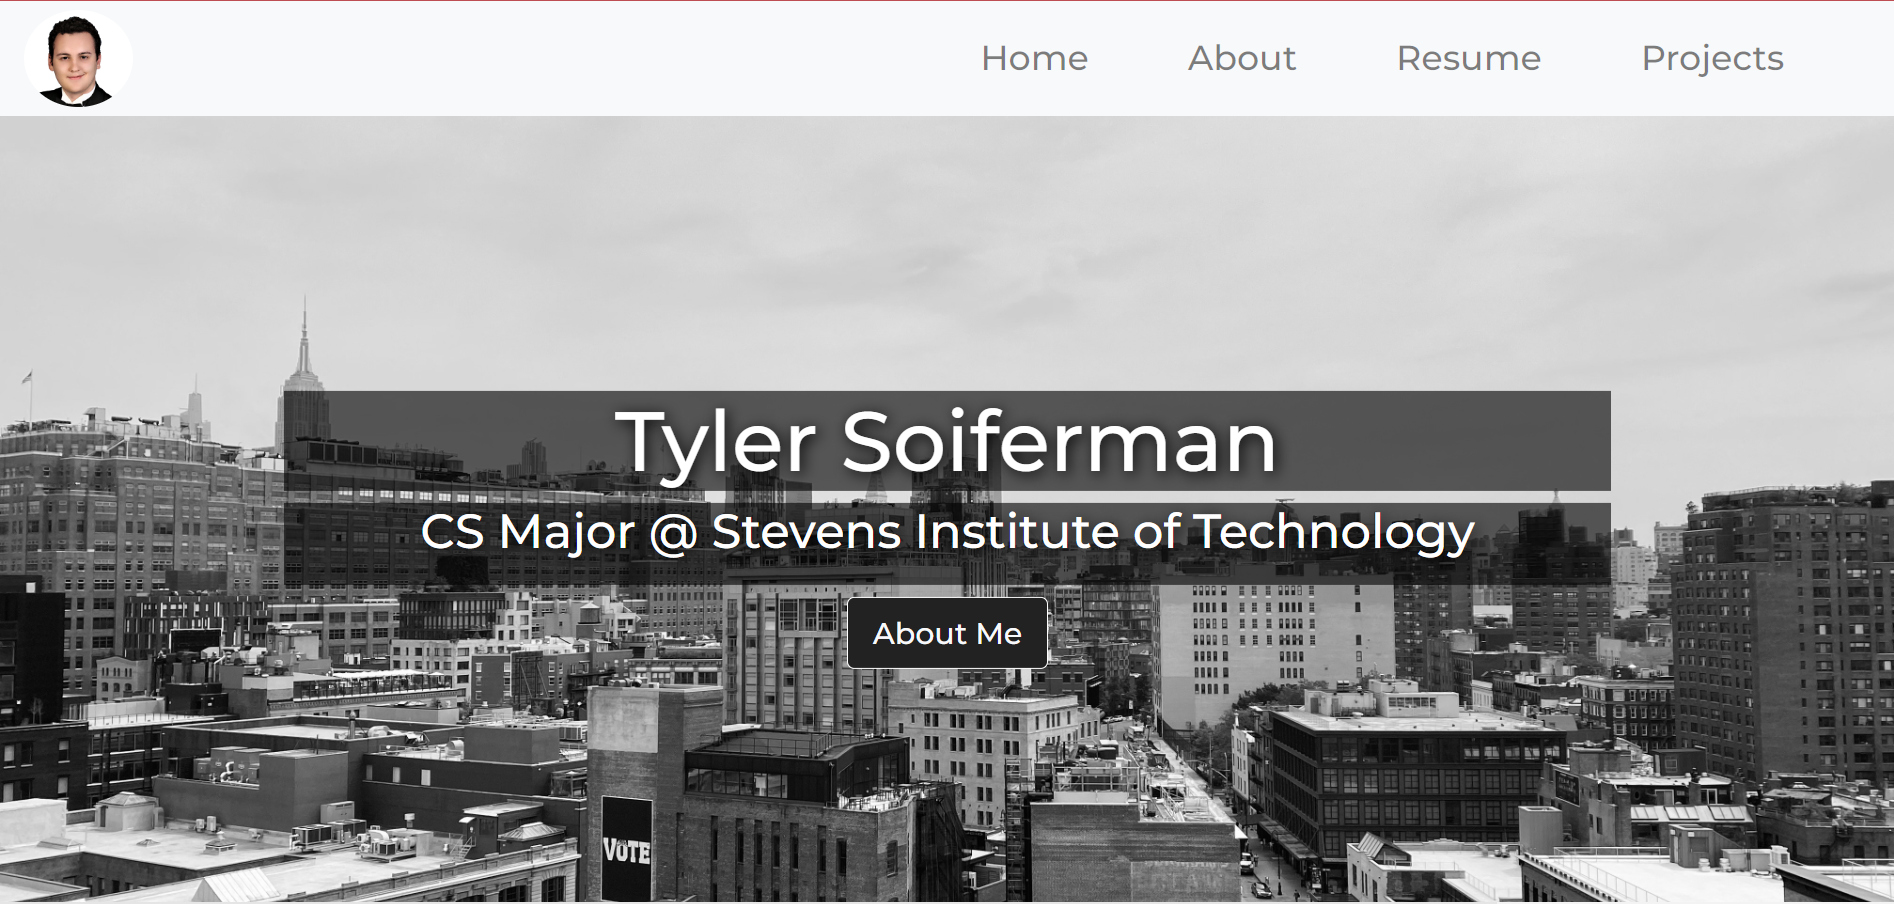 Home About Resume Projects
Tyler Soiferman
CS Major @ Stevens Institute of Technology
About Me
VOTE